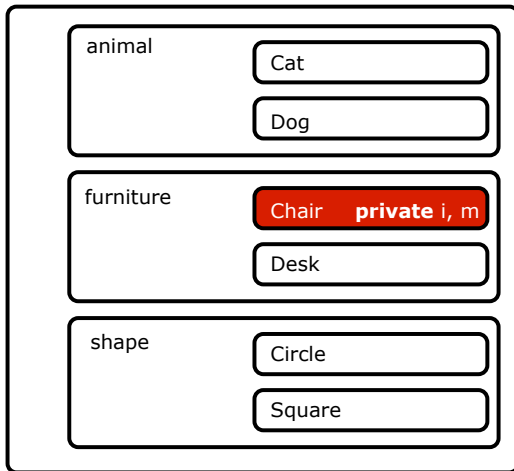 animal
Cat
Dog
furniture
Chair private i, m
Desk
shape
Circle
Square